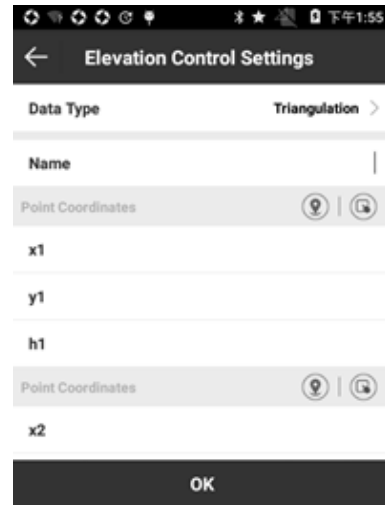 下午1:55
Elevation Control Settings
Data Type Triangulation
Name
Point Coordinates
x1
y1
h1
Point Coordinates
x2
OK